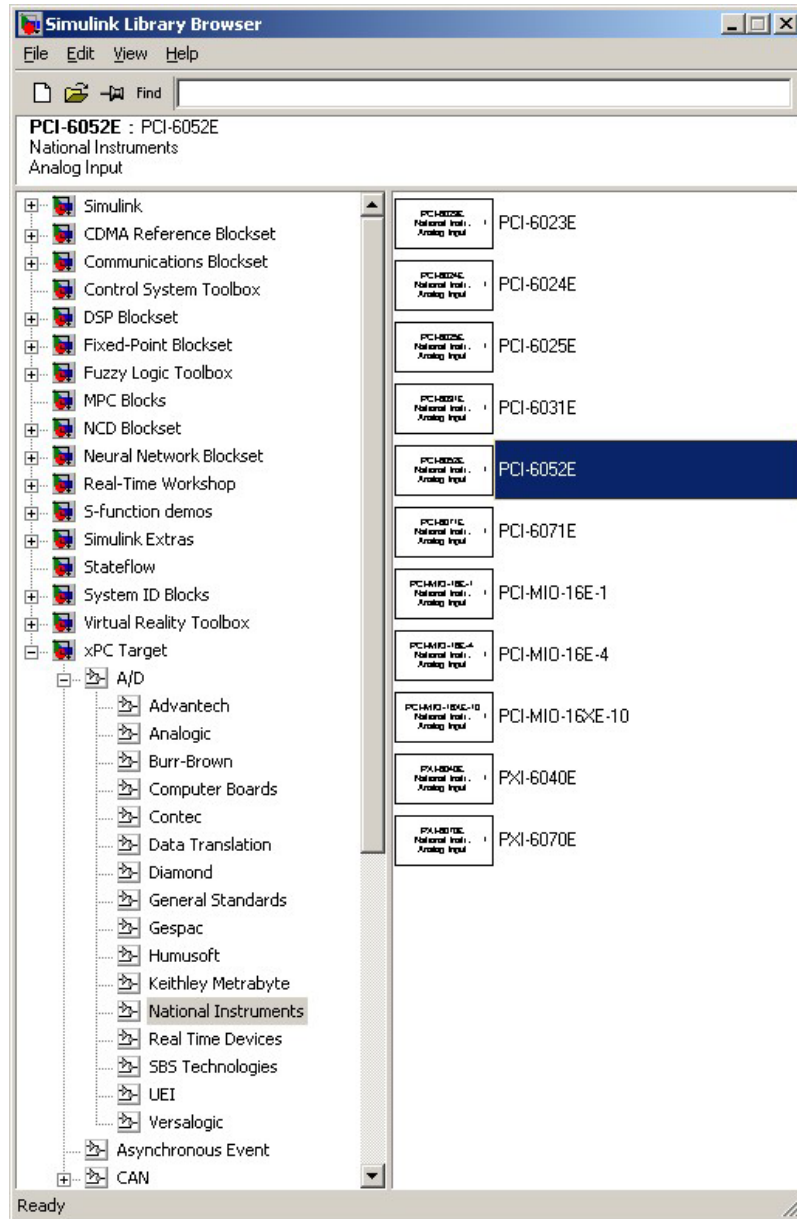 Simulink Library Browser
File Edit View Help
Find
PCI-6052E : PCI-6052E
National Instruments
Analog Input
Simulink
CDMA Reference Blockset
Communications Blockset
Control System Toolbox
DSP Blockset
Fixed-Point Blockset
Fuzzy Logic Toolbox
MPC Blocks
NCD Blockset
Neural Network Blockset
Real-Time Workshop
S-function demos
Simulink Extras
Stateflow
System ID Blocks
Virtual Reality Toolbox
xPC Target
A/D
Advantech
Analogic
Burr-Brown
Computer Boards
Contec
Data Translation
Diamond
General Standards
Gespac
Humusoft
Keithley Metrabyte
National Instruments
Real Time Devices
SBS Technologies
UEI
Versalogic
Asynchronous Event
CAN
PCI-6023E
PCI-6024E
PCI-6025E
PCI-6031E
PCI-6052E
PCI-6071E
PCI-MIO-16E-1
PCI-MIO-16E-4
PCI-MIO-16XE-10
PXI-6040E
PXI-6070E
Ready